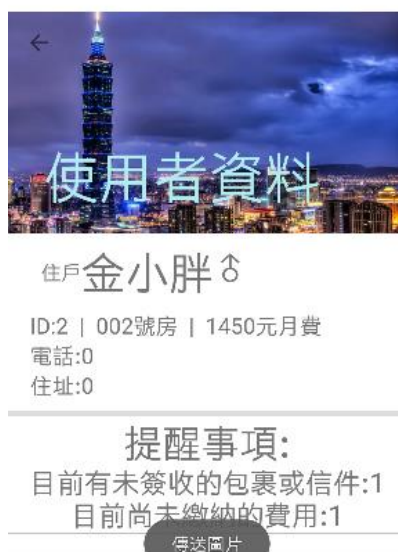 使用者資料
住戶金小胖♂
ID:2 | 002號房 | 1450元月費
電話:0
住址:0
提醒事項:
目前有未簽收的包裹或信件:1
目前尚未繳納的費用:1
傳送圖片